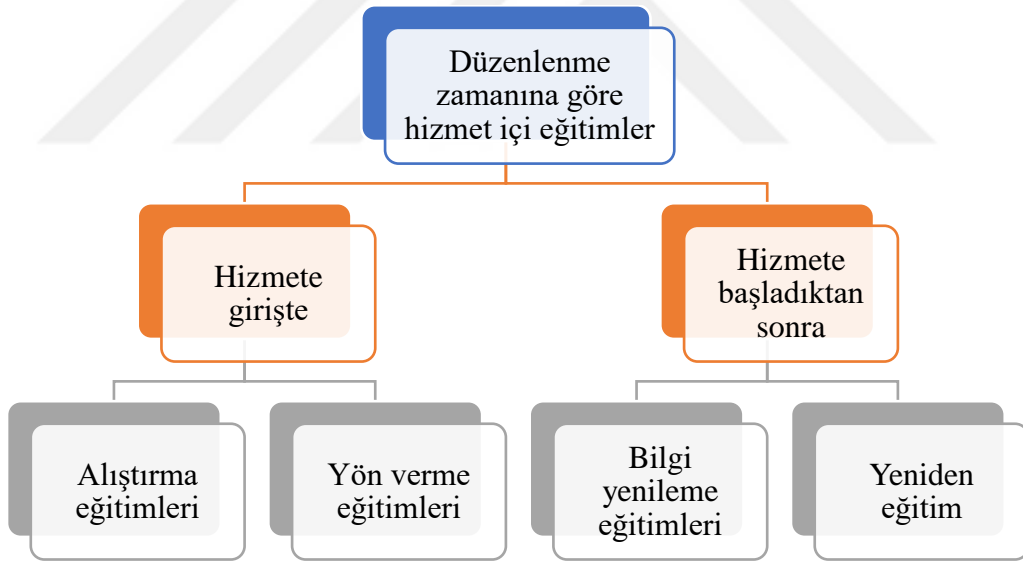 Düzenlenme
zamanına göre
hizmet içi eğitimler
Hizmete
girişte
Hizmete
başladıktan
sonra
Alıştırma
eğitimleri
Yön verme
eğitimleri
Bilgi
yenileme
eğitimleri
Yeniden
eğitim